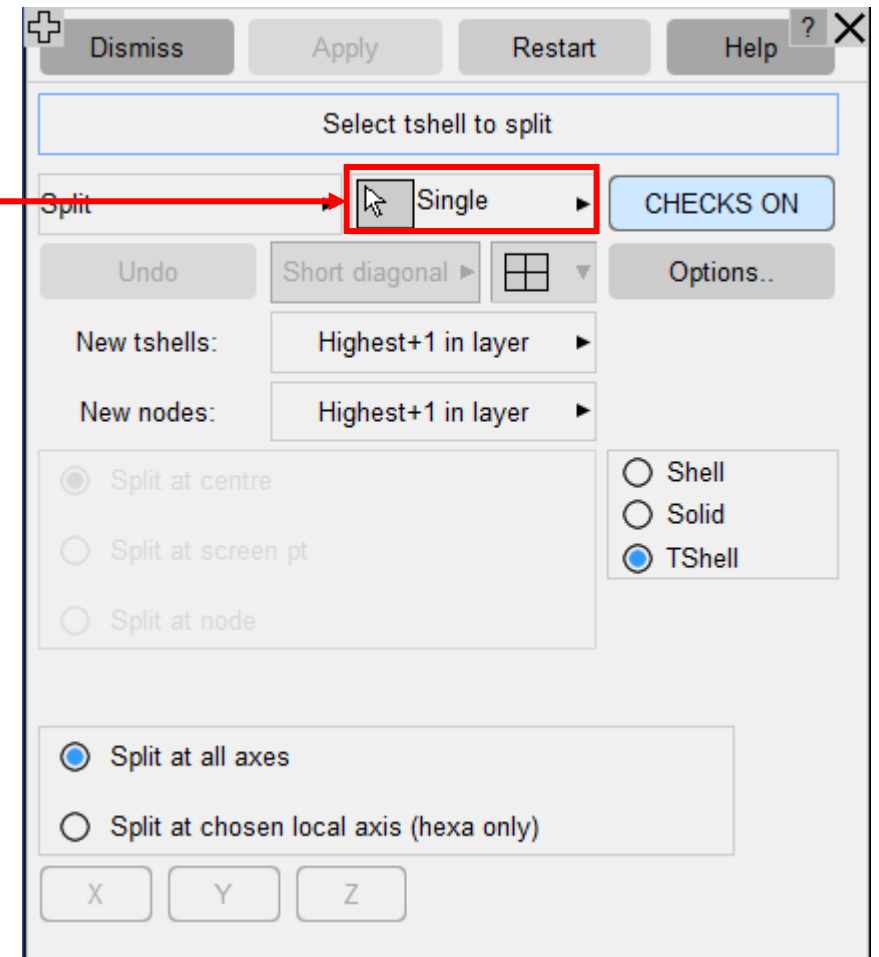 Dismiss Apply Restart Help ?
Select tshell to split
Split Single CHECKS ON
Undo Short diagonal Options..
New tshells: Highest+1 in layer
New nodes: Highest+1 in layer
Split at centre
Split at screen pt
Split at node
Shell
Solid
TShell
Split at all axes
Split at chosen local axis (hexa only)
X Y Z